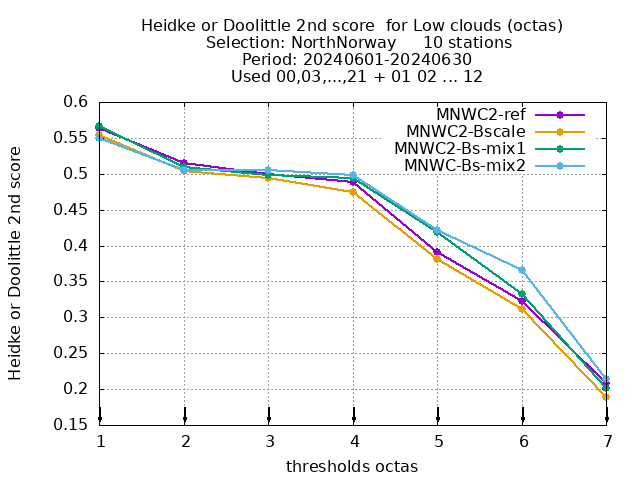 Heidke or Doolittle 2nd score  for Low clouds (octas)
Selection: NorthNorway     10 stations
Period: 20240601-20240630
Used 00,03,...,21 + 01 02 ... 12
MNWC2-ref
MNWC2-Bscale
MNWC2-Bs-mix1
MNWC-Bs-mix2
Heidke or Doolittle 2nd score
0.6
0.55
0.5
0.45
0.4
0.35
0.3
0.25
0.2
0.15
1 2 3 4 5 6 7
thresholds octas